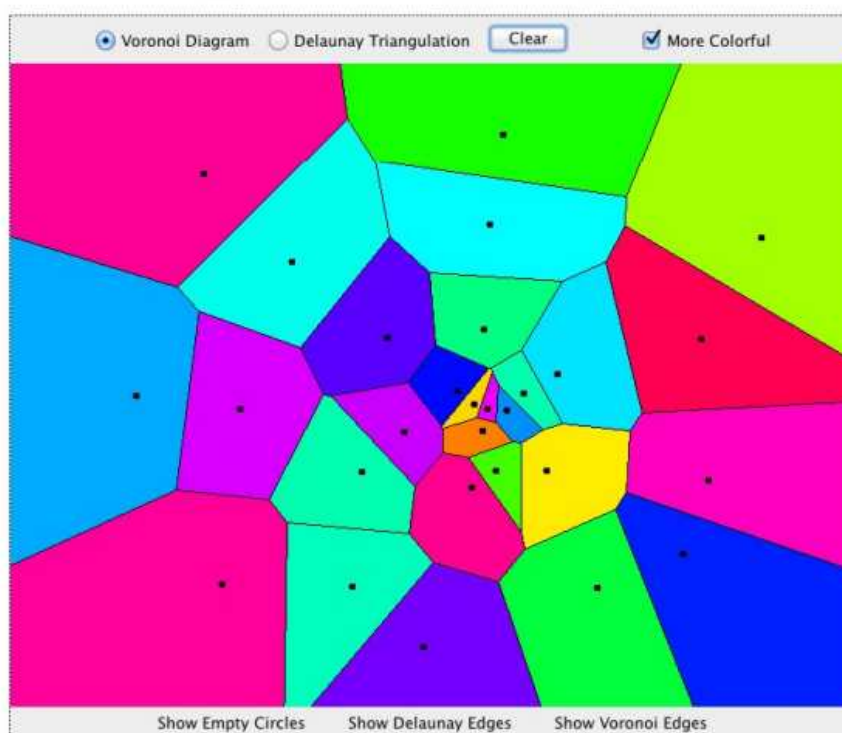 Voronoi Diagram Delaunay Triangulation Clear More Colorful
Show Empty Circles Show Delaunay Edges Show Voronoi Edges